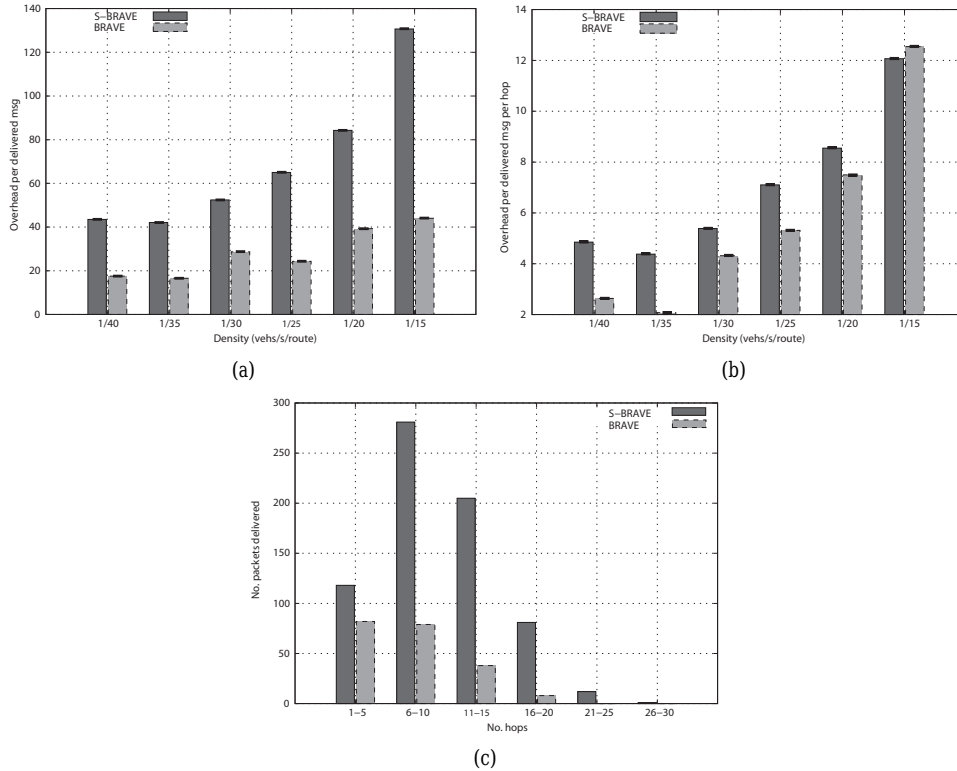 S−BRAVE
BRAVE
140
120
100
80
60
40
20
0
Overhead per delivered msg
1/40 1/35 1/30 1/25 1/20 1/15
Density (vehs/s/route)
(a)
S−BRAVE
BRAVE
14
12
10
8
6
4
2
Overhead per delivered msg per hop
1/40 1/35 1/30 1/25 1/20 1/15
Density (vehs/s/route)
(b)
S−BRAVE
BRAVE
300
250
200
150
100
50
0
No. packets delivered
1−5 6−10 11−15 16−20 21−25 26−30
No. hops
(c)